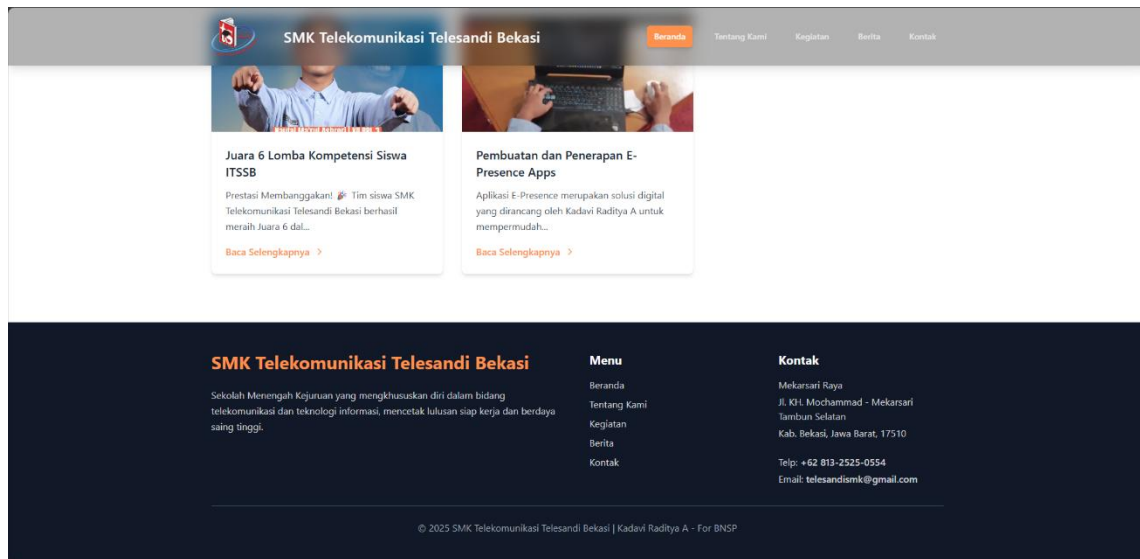 SMK Telekomunikasi Telesandi Bekasi
Beranda
Tentang Kami
Kegiatan
Berita
Kontak
Juara 6 Lomba Kompetensi Siswa
ITSSB
Prestasi Membanggakan! 🎉 Tim siswa SMK
Telekomunikasi Telesandi Bekasi berhasil
meraih Juara 6 dal...
Baca Selengkapnya >
Pembuatan dan Penerapan E-
Presence Apps
Aplikasi E-Presence merupakan solusi digital
yang dirancang oleh Kadavi Raditya A untuk
mempermudah...
Baca Selengkapnya >
SMK Telekomunikasi Telesandi Bekasi
Sekolah Menengah Kejuruan yang mengkhususkan diri dalam bidang
telekomunikasi dan teknologi informasi, mencetak lulusan siap kerja dan berdaya
saing tinggi.
Menu
Beranda
Tentang Kami
Kegiatan
Berita
Kontak
Kontak
Mekarsari Raya
Jl. KH. Mochammad - Mekarsari
Tambun Selatan
Kab. Bekasi, Jawa Barat, 17510
Telp: +62 813-2525-0554
Email: telesandismk@gmail.com
© 2025 SMK Telekomunikasi Telesandi Bekasi | Kadavi Raditya A - For BNSP